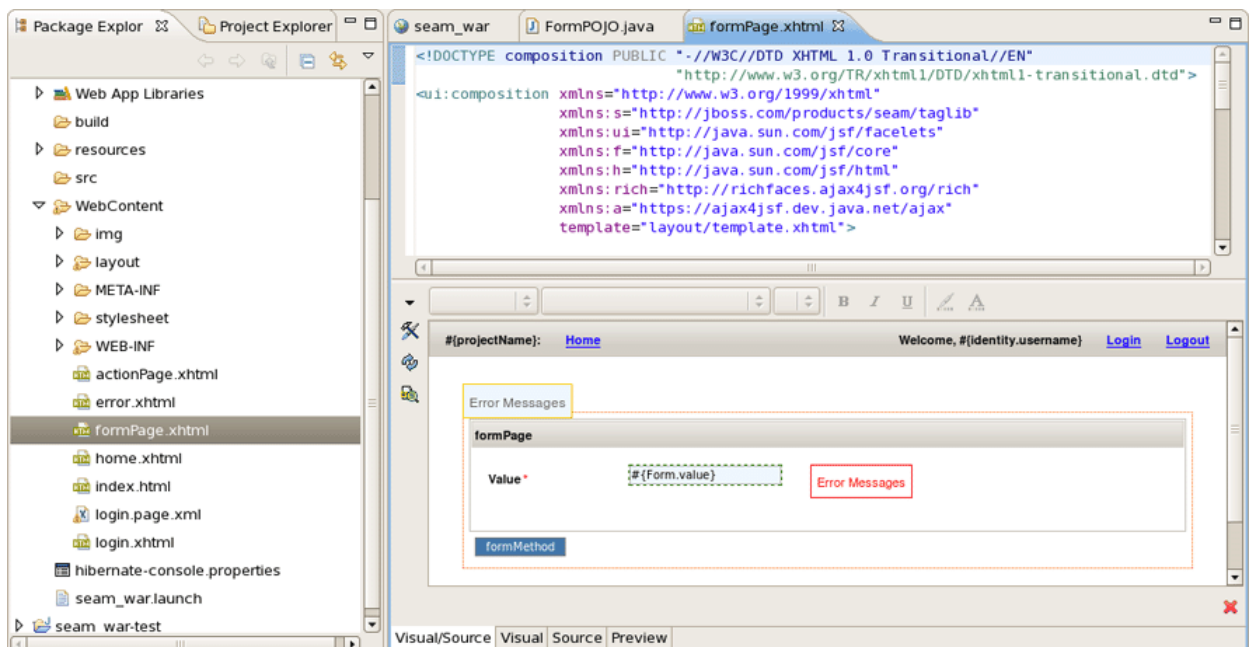 Package Explor Project Explorer
Web App Libraries
build
resources
src
WebContent
img
layout
META-INF
stylesheet
WEB-INF
actionPage.xhtml
error.xhtml
formPage.xhtml
home.xhtml
index.html
login.page.xml
login.xhtml
hibernate-console.properties
seam_war.launch
seam_war-test
seam_war FormPOJO.java formPage.xhtml
<!DOCTYPE composition PUBLIC "-//W3C//DTD XHTML 1.0 Transitional//EN"
"http://www.w3.org/TR/xhtml1/DTD/xhtml1-transitional.dtd">
<ui:composition xmlns="http://www.w3.org/1999/xhtml"
xmlns:s="http://jboss.com/products/seam/taglib"
xmlns:ui="http://java.sun.com/jsf/facelets"
xmlns:f="http://java.sun.com/jsf/core"
xmlns:h="http://java.sun.com/jsf/html"
xmlns:rich="http://richfaces.ajax4jsf.org/rich"
xmlns:a="https://ajax4jsf.dev.java.net/ajax"
template="layout/template.xhtml">
B I U A
#{projectName}: Home Welcome, #{identity.username} Login Logout
Error Messages
formPage
Value * #{Form.value} Error Messages
formMethod
Visual/Source Visual Source Preview